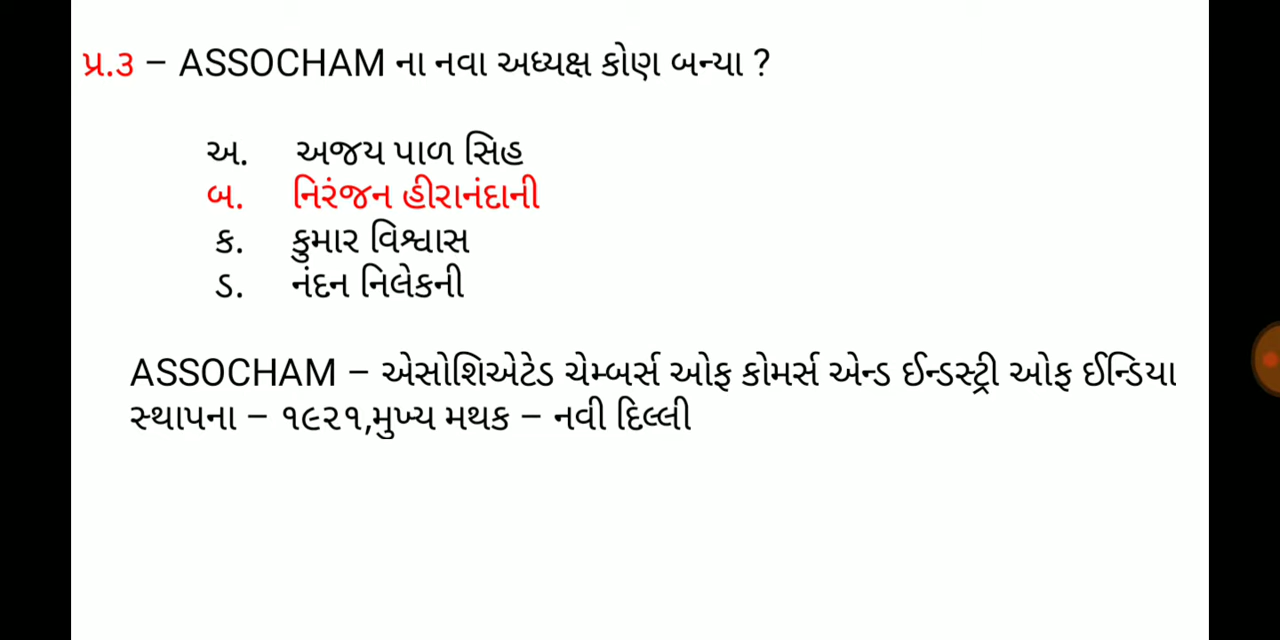 પ્ર.૩ – ASSOCHAM ના નવા અધ્યક્ષ કોણ બન્યા ?
અ. અજય પાળ સિહ
બ. નિરંજન હીરાનંદાની
ક. કુમાર વિશ્વાસ
ડ. નંદન નિલેકની
ASSOCHAM – એસોશિએટેડ ચેમ્બર્સ ઓફ કોમર્સ એન્ડ ઈન્ડસ્ટ્રી ઓફ ઈન્ડિયા
સ્થાપના – ૧૯૨૧,મુખ્ય મથક – નવી દિલ્લી